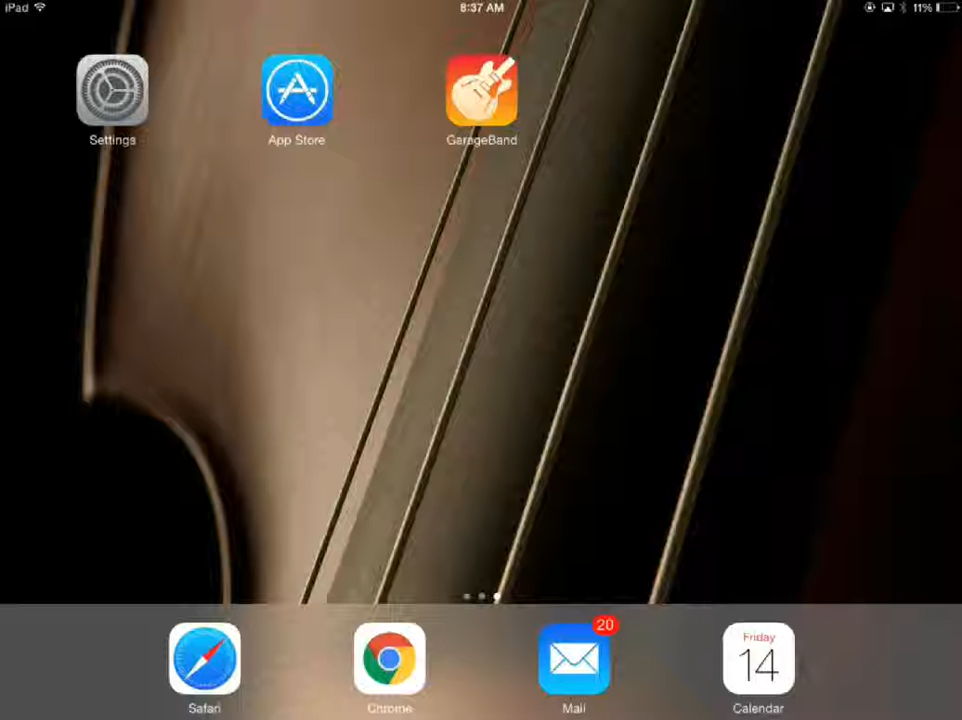 iPad 8:37 AM 11%
Settings App Store GarageBand
20
Friday
14
Safari Chrome Mail Calendar